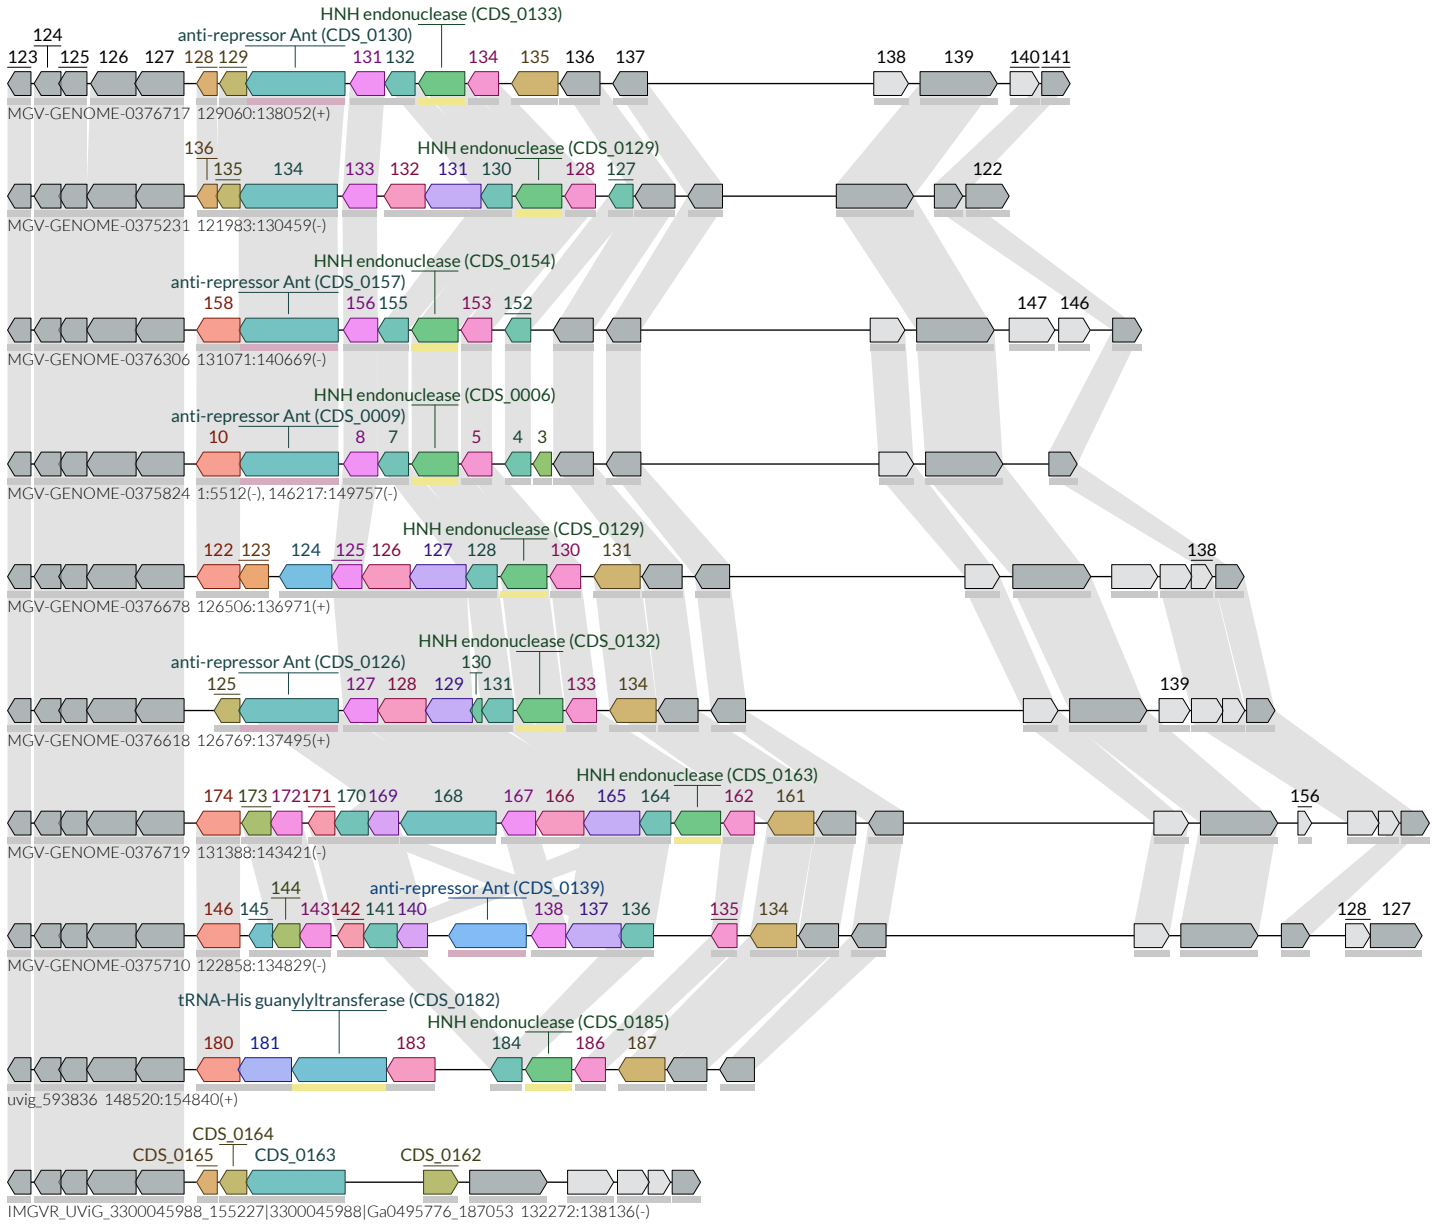 HNH endonuclease (CDS_0133)
124 anti-repressor Ant (CDS_0130)
123 125 126 127 128 129 131 132 134 135 136 137 138 139 140 141
MGV-GENOME-0376717 129060:138052(+)
136 HNH endonuclease (CDS_0129)
135 134 133 132 131 130 128 127 122
MGV-GENOME-0375231 121983:130459(-)
HNH endonuclease (CDS_0154)
anti-repressor Ant (CDS_0157)
158 156 155 153 152 147 146
MGV-GENOME-0376306 131071:140669(-)
HNH endonuclease (CDS_0006)
anti-repressor Ant (CDS_0009)
10 8 7 5 4 3
MGV-GENOME-0375824 1:5512(-), 146217:149757(-)
HNH endonuclease (CDS_0129)
122 123 124 125 126 127 128 130 131 138
MGV-GENOME-0376678 126506:136971(+)
HNH endonuclease (CDS_0132)
anti-repressor Ant (CDS_0126) 130
125 127 128 129 131 133 134 139
MGV-GENOME-0376618 126769:137495(+)
HNH endonuclease (CDS_0163)
174 173 172 171 170 169 168 167 166 165 164 162 161 156
MGV-GENOME-0376719 131388:143421(-)
144 anti-repressor Ant (CDS_0139)
146 145 143 142 141 140 138 137 136 135 134 128 127
MGV-GENOME-0375710 122858:134829(-)
tRNA-His guanylyltransferase (CDS_0182)
HNH endonuclease (CDS_0185)
180 181 183 184 186 187
uvig_593836 148520:154840(+)
CDS_0164
CDS_0165 CDS_0163 CDS_0162
IMGVR_UViG_3300045988_155227|3300045988|Ga0495776_187053 132272:138136(-)